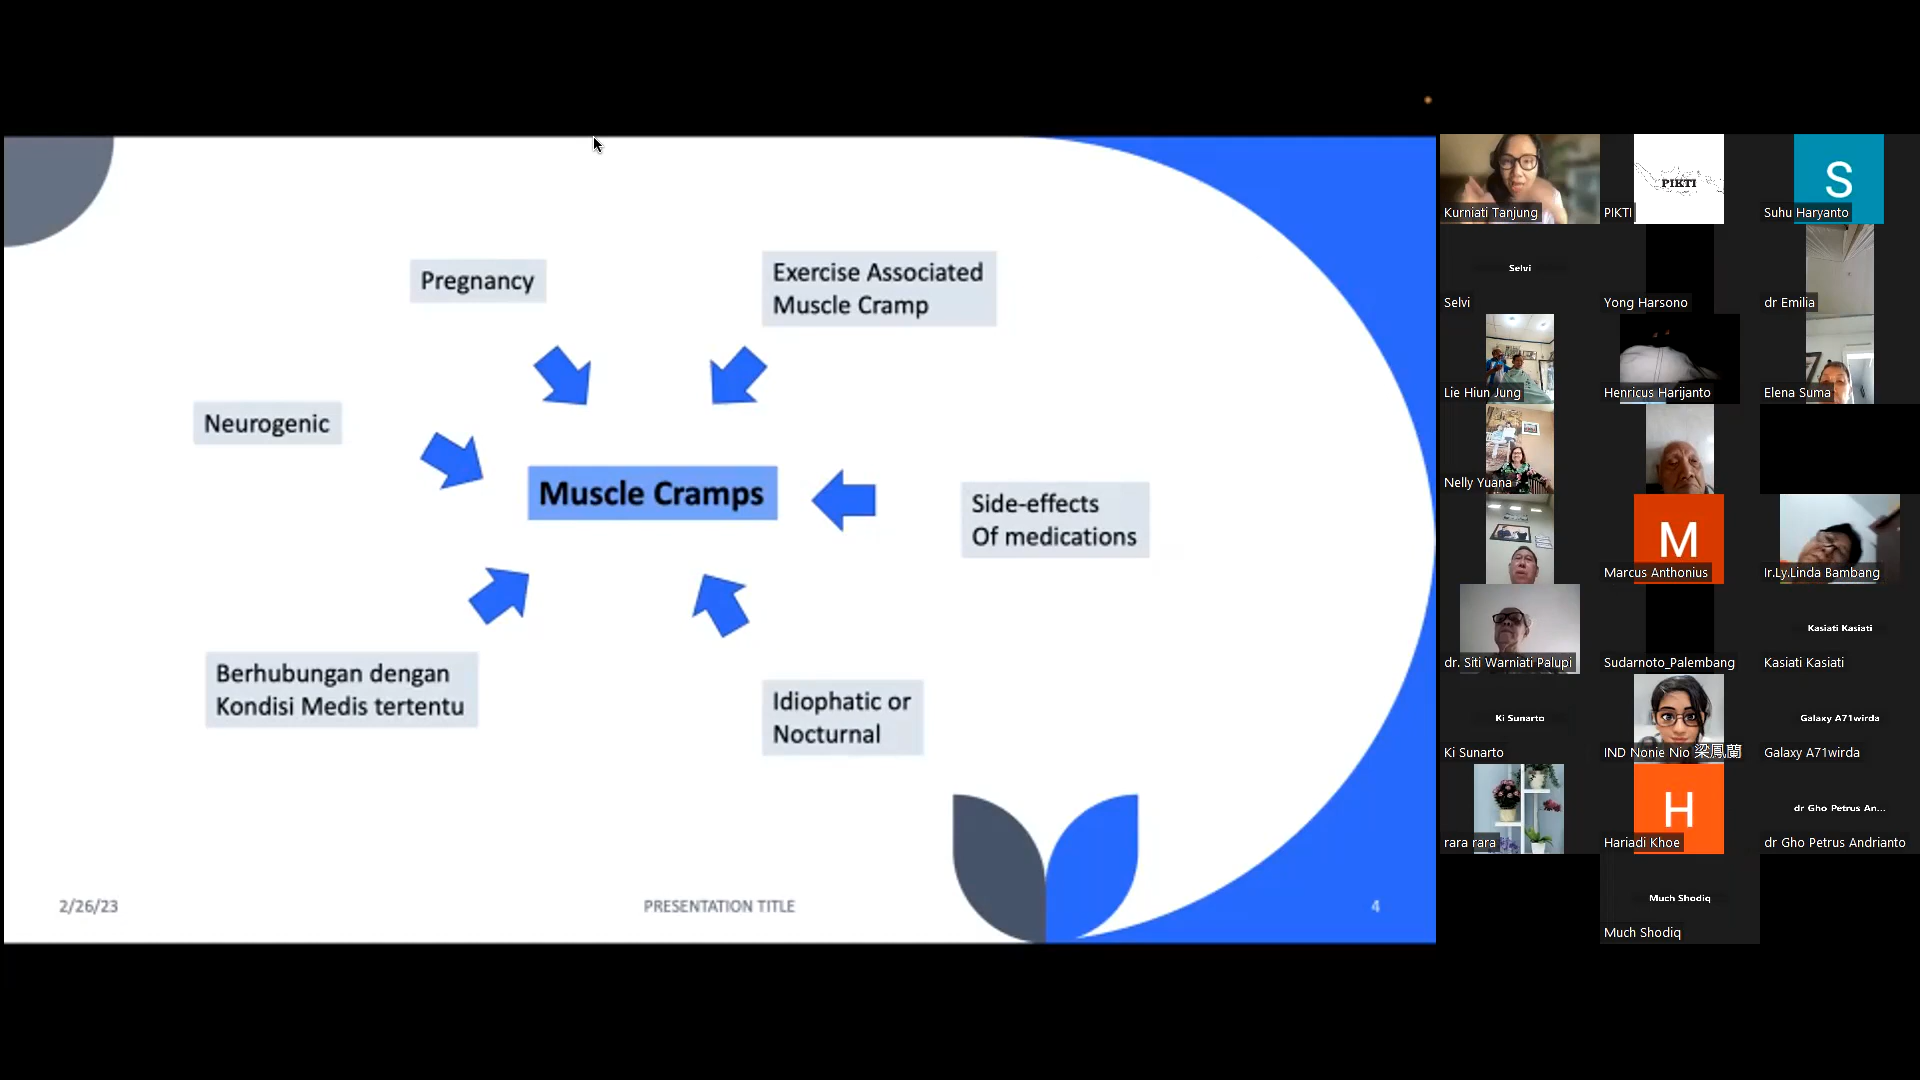 Pregnancy
Exercise Associated
Muscle Cramp
Neurogenic
Muscle Cramps
Side-effects
Of medications
Berhubungan dengan
Kondisi Medis tertentu
Idiophatic or
Nocturnal
2/26/23
PRESENTATION TITLE
4
Kurniati Tanjung
PIKTI
PIKTI
S
Suhu Haryanto
Selvi
Selvi
Yong Harsono
dr Emilia
Lie Hiun Jung
Henricus Harijanto
Elena Suma
Nelly Yuana
M
Marcus Anthonius
Ir.Ly.Linda Bambang
dr. Siti Warniati Palupi
Sudarnoto_Palembang
Kasiati Kasiati
Kasiati Kasiati
Ki Sunarto
Ki Sunarto
IND Nonie Nio 梁鳳蘭
Galaxy A71wirda
Galaxy A71wirda
rara rara
H
Hariadi Khoe
dr Gho Petrus An...
dr Gho Petrus Andrianto
Much Shodiq
Much Shodiq